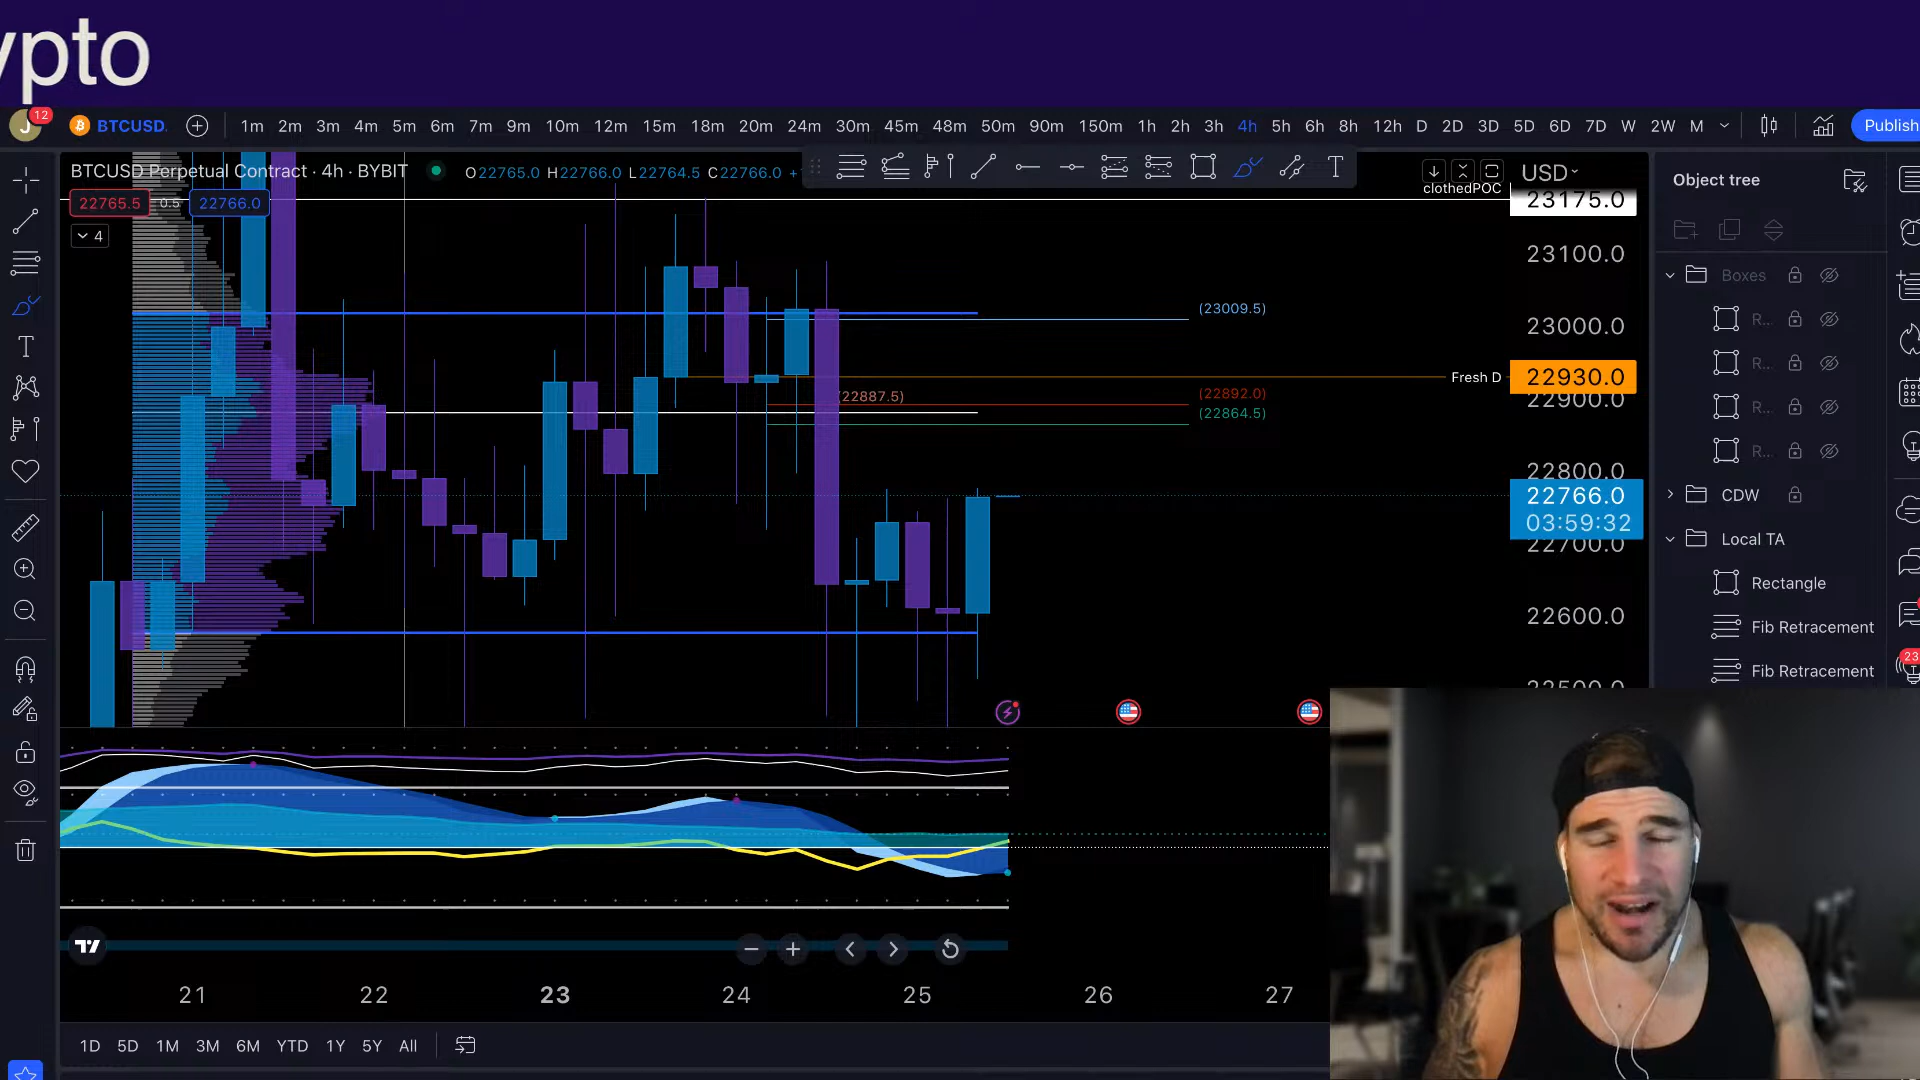 ypto
J 12 BTCUSD 1m 2m 3m 4m 5m 6m 7m 9m 10m 12m 15m 18m 20m 24m 30m 45m 48m 50m 90m 150m 1h 2h 3h 4h 5h 6h 8h 12h D 2D 3D 5D 6D 7D W 2W M Publish
BTCUSD Perpetual Contract · 4h · BYBIT O22765.0 H22766.0 L22764.5 C22766.0 +
USD
Object tree
22765.5 0.5 22766.0
clothedPOC
23175.0
4
23100.0
Boxes
(23009.5)
R...
23000.0
R...
Fresh D 22930.0
(22887.5)
(22892.0)
22900.0
R...
(22864.5)
R...
22800.0
22766.0
03:59:32
CDW
22700.0
Local TA
Rectangle
22600.0
Fib Retracement
Fib Retracement
23
T
21 22 23 24 25 26 27
1D 5D 1M 3M 6M YTD 1Y 5Y All